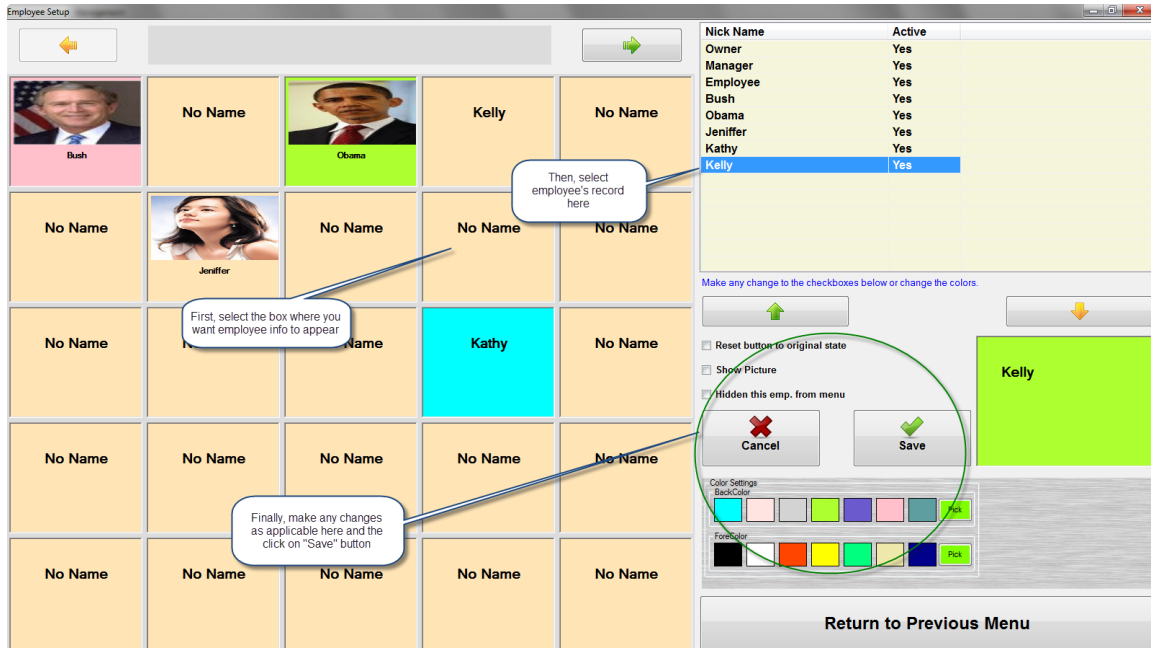 Employee Setup
Nick Name Active
Owner Yes
Manager Yes
Employee Yes
Bush Yes
Obama Yes
Jeniffer Yes
Kathy Yes
Kelly Yes
Bush
No Name
Obama
Kelly
No Name
Then, select
employee's record
here
No Name
Jeniffer
No Name
No Name
No Name
First, select the box where you
want employee info to appear
Make any change to the checkboxes below or change the colors.
No Name
Name
Kathy
No Name
Reset button to original state
Show Picture
Hidden this emp. from menu
Kelly
Cancel
Save
No Name
No Name
No Name
No Name
No Name
Finally, make any changes
as applicable here and the
click on "Save" button
Color Settings
BackColor
Pick
ForeColor
Pick
No Name
No Name
No Name
No Name
No Name
Return to Previous Menu